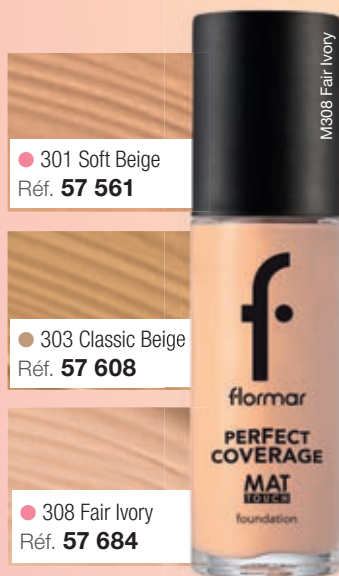 301 Soft Beige
Réf. 57 561
303 Classic Beige
Réf. 57 608
308 Fair Ivory
Réf. 57 684
M308 Fair Ivory
f
flormar
PERFECT
COVERAGE
MAT
TOUCH
foundation